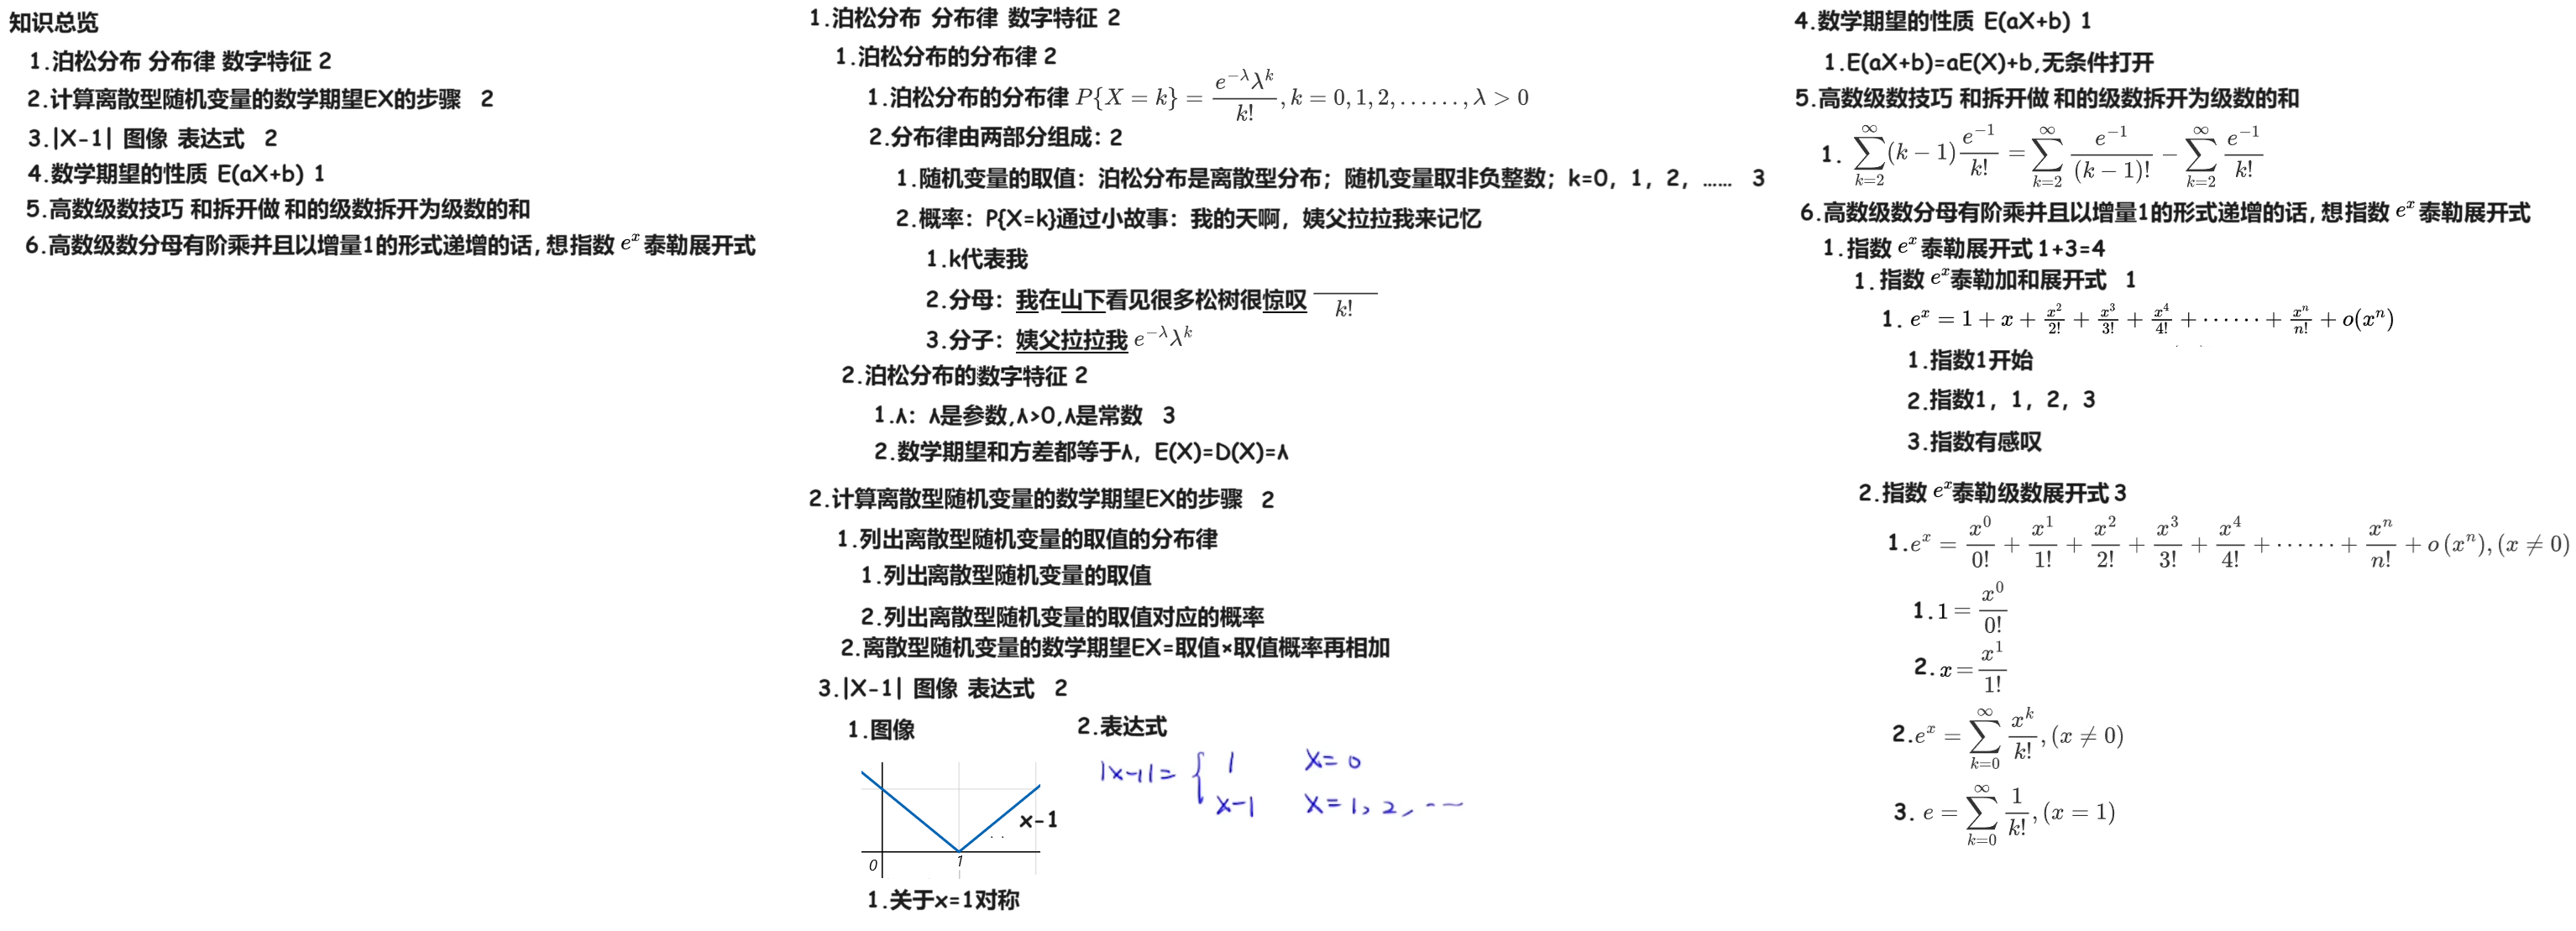 知识总览
1.泊松分布 分布律 数字特征 2
2.计算离散型随机变量的数学期望EX的步骤 2
3.|X-1| 图像 表达式 2
4.数学期望的性质 E(aX+b) 1
5.高数级数技巧 和拆开做 和的级数拆开为级数的和
6.高数级数分母有阶乘并且以增量1的形式递增的话,想指数 e^x 泰勒展开式
1.泊松分布 分布律 数字特征 2
1.泊松分布的分布律 2
1.泊松分布的分布律 P{X = k} = \frac{e^{-λ}λ^k}{k!}, k = 0, 1, 2, ......, λ > 0
2.分布律由两部分组成: 2
1.随机变量的取值: 泊松分布是离散型分布; 随机变量取非负整数; k=0, 1, 2, …… 3
2.概率: P{X=k}通过小故事: 我的天啊, 姨父拉拉我来记忆
1.k代表我
2.分母: 我在山下看见很多松树很惊叹 \frac{}{k!}
3.分子: 姨父拉拉我 e^{-λ}λ^k
2.泊松分布的数字特征 2
1.λ: λ是参数,λ>0,λ是常数 3
2.数学期望和方差都等于λ, E(X)=D(X)=λ
2.计算离散型随机变量的数学期望EX的步骤 2
1.列出离散型随机变量的取值的分布律
1.列出离散型随机变量的取值
2.列出离散型随机变量的取值对应的概率
2.离散型随机变量的数学期望EX=取值×取值概率再相加
3.|X-1| 图像 表达式 2
1.图像
x-1
0
1
1.关于x=1对称
2.表达式
|X-1|= { 1 X=0
X-1 X=1, 2, ---
4.数学期望的性质 E(aX+b) 1
1.E(aX+b)=aE(X)+b,无条件打开
5.高数级数技巧 和拆开做 和的级数拆开为级数的和
1. \sum_{k=2}^{∞}(k-1)\frac{e^{-1}}{k!} = \sum_{k=2}^{∞}\frac{e^{-1}}{(k-1)!} - \sum_{k=2}^{∞}\frac{e^{-1}}{k!}
6.高数级数分母有阶乘并且以增量1的形式递增的话,想指数 e^x 泰勒展开式
1.指数 e^x 泰勒展开式 1+3=4
1.指数 e^x泰勒加和展开式 1
1. e^x = 1 + x + \frac{x^2}{2!} + \frac{x^3}{3!} + \frac{x^4}{4!} + ······ + \frac{x^n}{n!} + o(x^n)
1.指数1开始
2.指数1, 1, 2, 3
3.指数有感叹
2.指数 e^x泰勒级数展开式 3
1.e^x = \frac{x^0}{0!} + \frac{x^1}{1!} + \frac{x^2}{2!} + \frac{x^3}{3!} + \frac{x^4}{4!} + ······ + \frac{x^n}{n!} + o(x^n), (x ≠ 0)
1.1 = \frac{x^0}{0!}
2.x = \frac{x^1}{1!}
2.e^x = \sum_{k=0}^{∞}\frac{x^k}{k!}, (x ≠ 0)
3. e = \sum_{k=0}^{∞}\frac{1}{k!}, (x = 1)